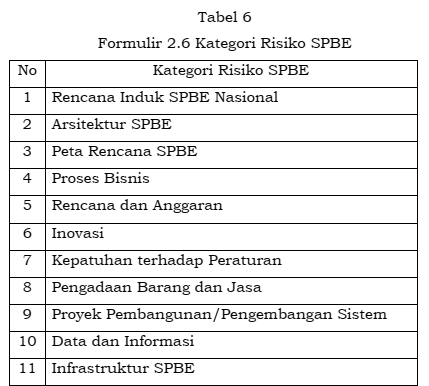 Tabel 6
Formulir 2.6 Kategori Risiko SPBE
No Kategori Risiko SPBE
1 Rencana Induk SPBE Nasional
2 Arsitektur SPBE
3 Peta Rencana SPBE
4 Proses Bisnis
5 Rencana dan Anggaran
6 Inovasi
7 Kepatuhan terhadap Peraturan
8 Pengadaan Barang dan Jasa
9 Proyek Pembangunan/Pengembangan Sistem
10 Data dan Informasi
11 Infrastruktur SPBE